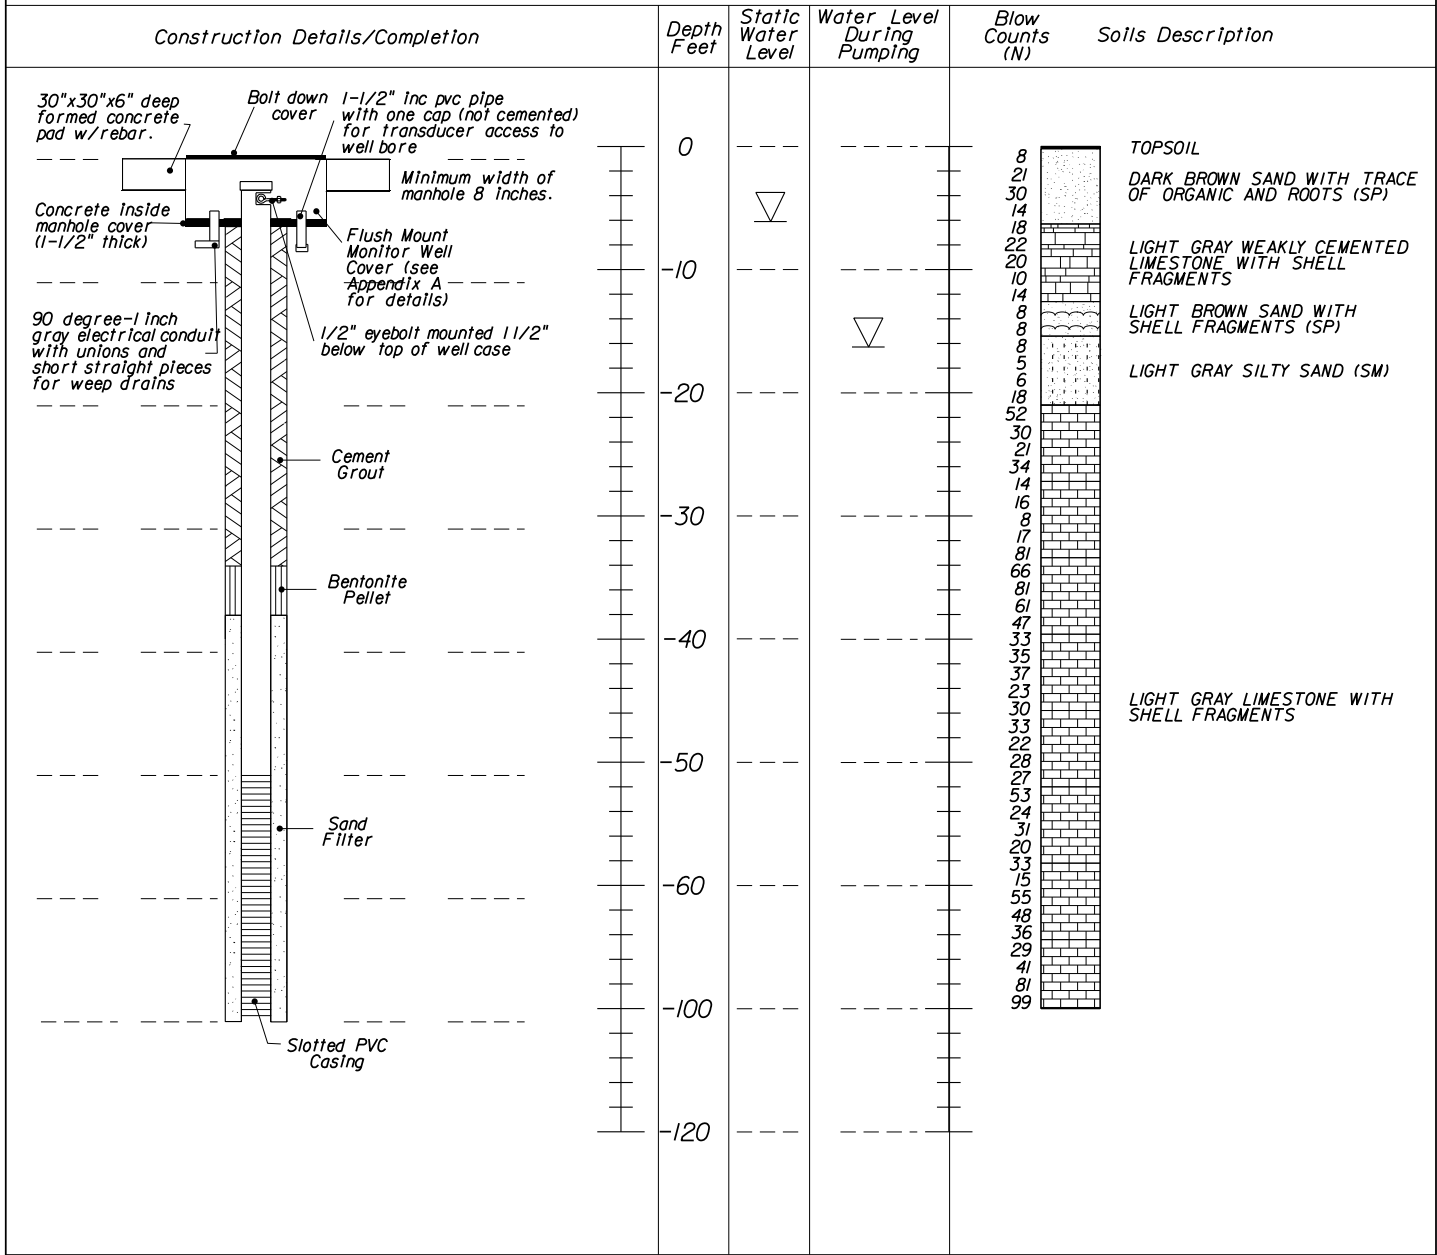 Construction Details/Completion
Depth
Feet
Static
Water
Level
Water Level
During
Pumping
Blow
Counts
(N)
Soils Description
30"x30"x6" deep
formed concrete
pad w/rebar.
Bolt down
cover
1-1/2" inc pvc pipe
with one cap (not cemented)
for transducer access to
well bore
Minimum width of
manhole 8 inches.
Concrete inside
manhole cover
(1-1/2" thick)
Flush Mount
Monitor Well
Cover (see
Appendix A
for details)
90 degree-1 inch
gray electrical conduit
with unions and
short straight pieces
for weep drains
1/2" eyebolt mounted 11/2"
below top of well case
Cement
Grout
Bentonite
Pellet
Sand
Filter
Slotted PVC
Casing
0
-10
-20
-30
-40
-50
-60
-100
-120
8
21
30
14
18
22
20
10
14
8
8
8
5
6
18
52
30
21
34
14
16
8
17
81
66
81
61
47
33
35
37
23
30
33
22
28
27
53
24
31
20
33
15
55
48
36
29
41
81
99
TOPSOIL
DARK BROWN SAND WITH TRACE
OF ORGANIC AND ROOTS (SP)
LIGHT GRAY WEAKLY CEMENTED
LIMESTONE WITH SHELL
FRAGMENTS
LIGHT BROWN SAND WITH
SHELL FRAGMENTS (SP)
LIGHT GRAY SILTY SAND (SM)
LIGHT GRAY LIMESTONE WITH
SHELL FRAGMENTS